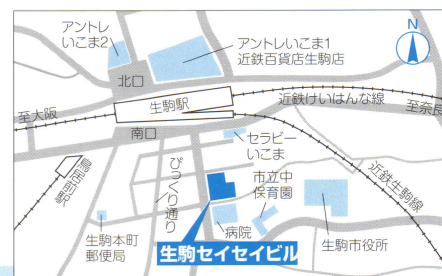 アントレ
いこま2
アントレいこま1
近鉄百貨店生駒店
N
北口
生駒駅
近鉄けいはんな線
至大阪
至奈良
南口
セラビー
いこま
鳥居前駅
ぴっくり通り
市立中
保育園
近鉄生駒線
生駒本町
郵便局
病院
生駒市役所
生駒セイセイビル